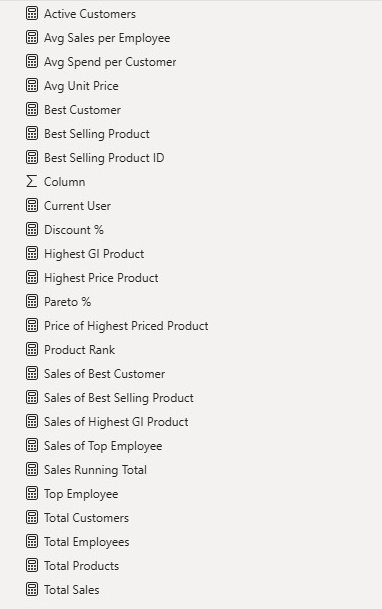 Active Customers
Avg Sales per Employee
Avg Spend per Customer
Avg Unit Price
Best Customer
Best Selling Product
Best Selling Product ID
Column
Current User
Discount %
Highest GI Product
Highest Price Product
Pareto %
Price of Highest Priced Product
Product Rank
Sales of Best Customer
Sales of Best Selling Product
Sales of Highest GI Product
Sales of Top Employee
Sales Running Total
Top Employee
Total Customers
Total Employees
Total Products
Total Sales